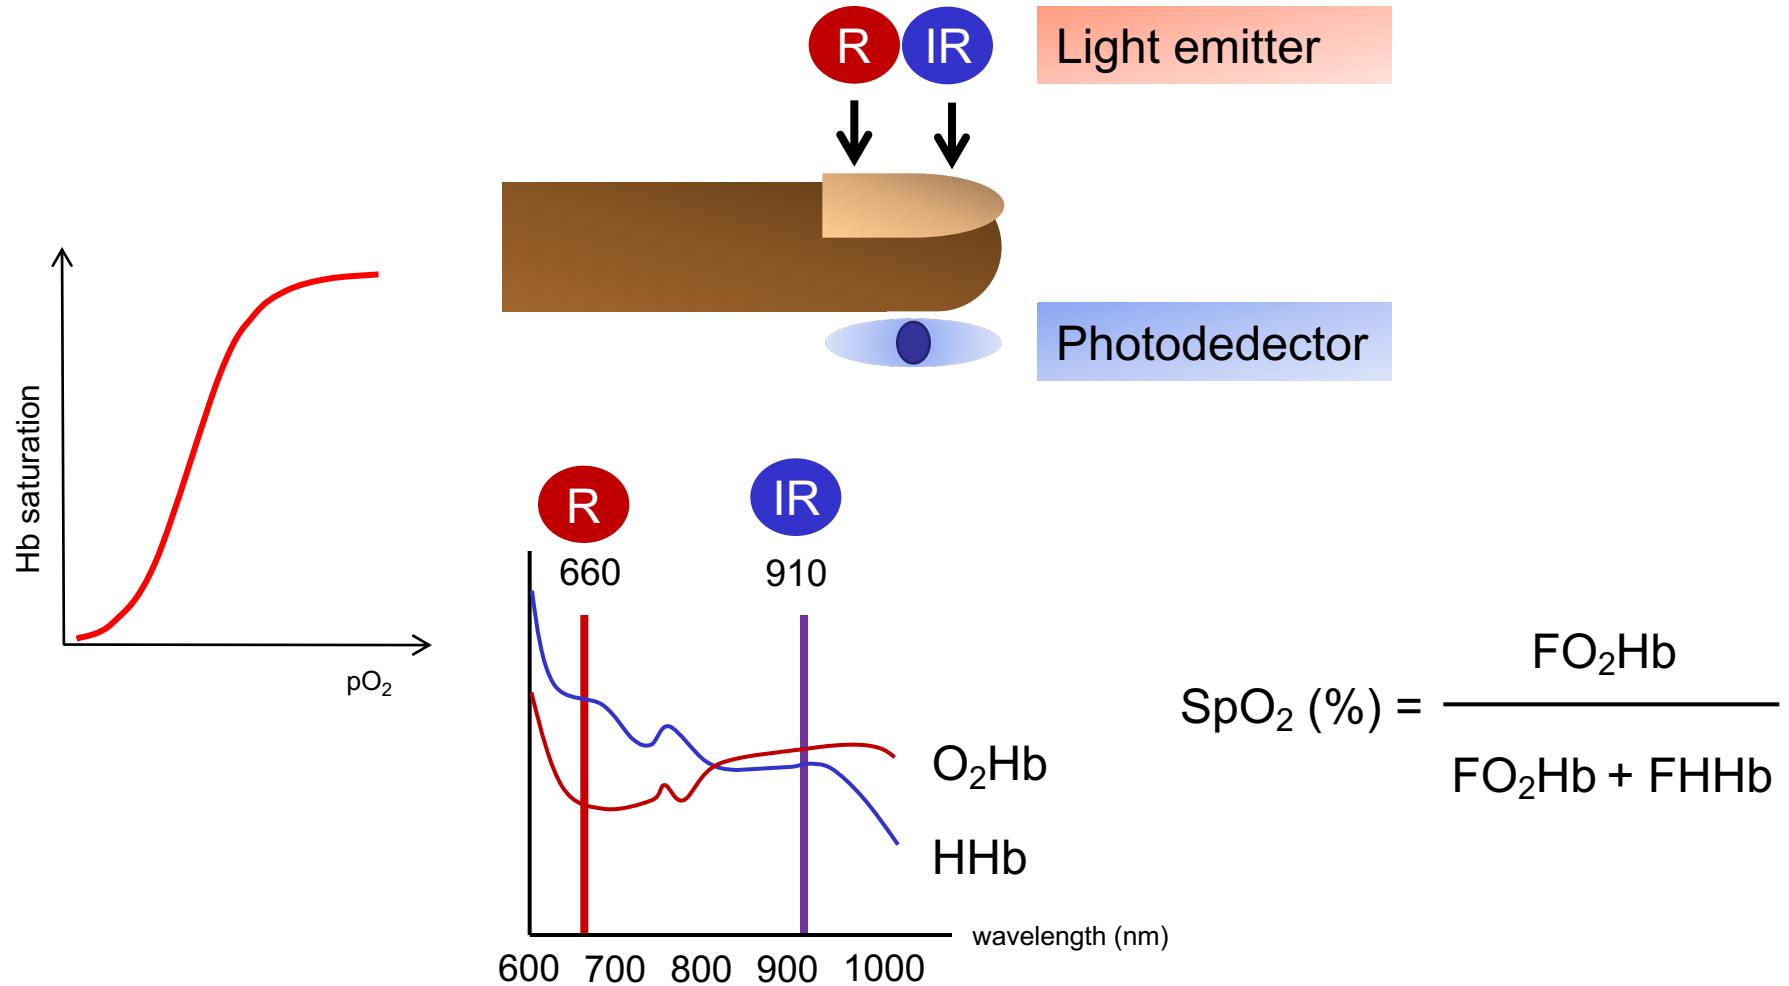 R IR Light emitter
Photodedector
Hb saturation
pO₂
R IR
660 910
O₂Hb
HHb
wavelength (nm)
600 700 800 900 1000
FO₂Hb
SpO₂ (%) =
FO₂Hb + FHHb